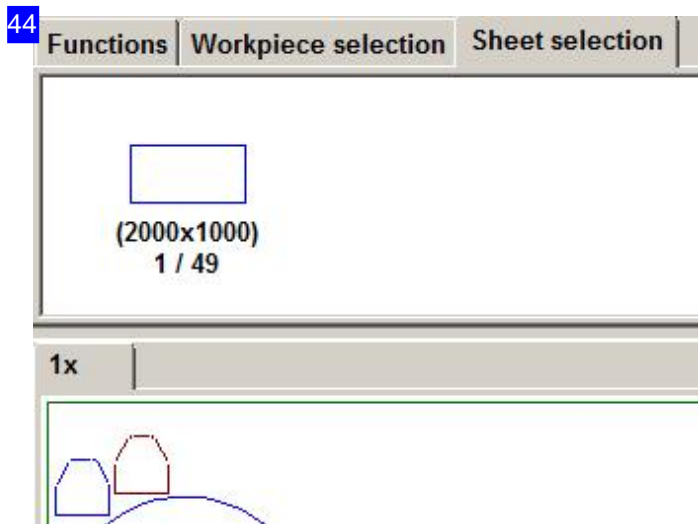 44
Functions Workpiece selection Sheet selection
(2000x1000)
1 / 49
1x